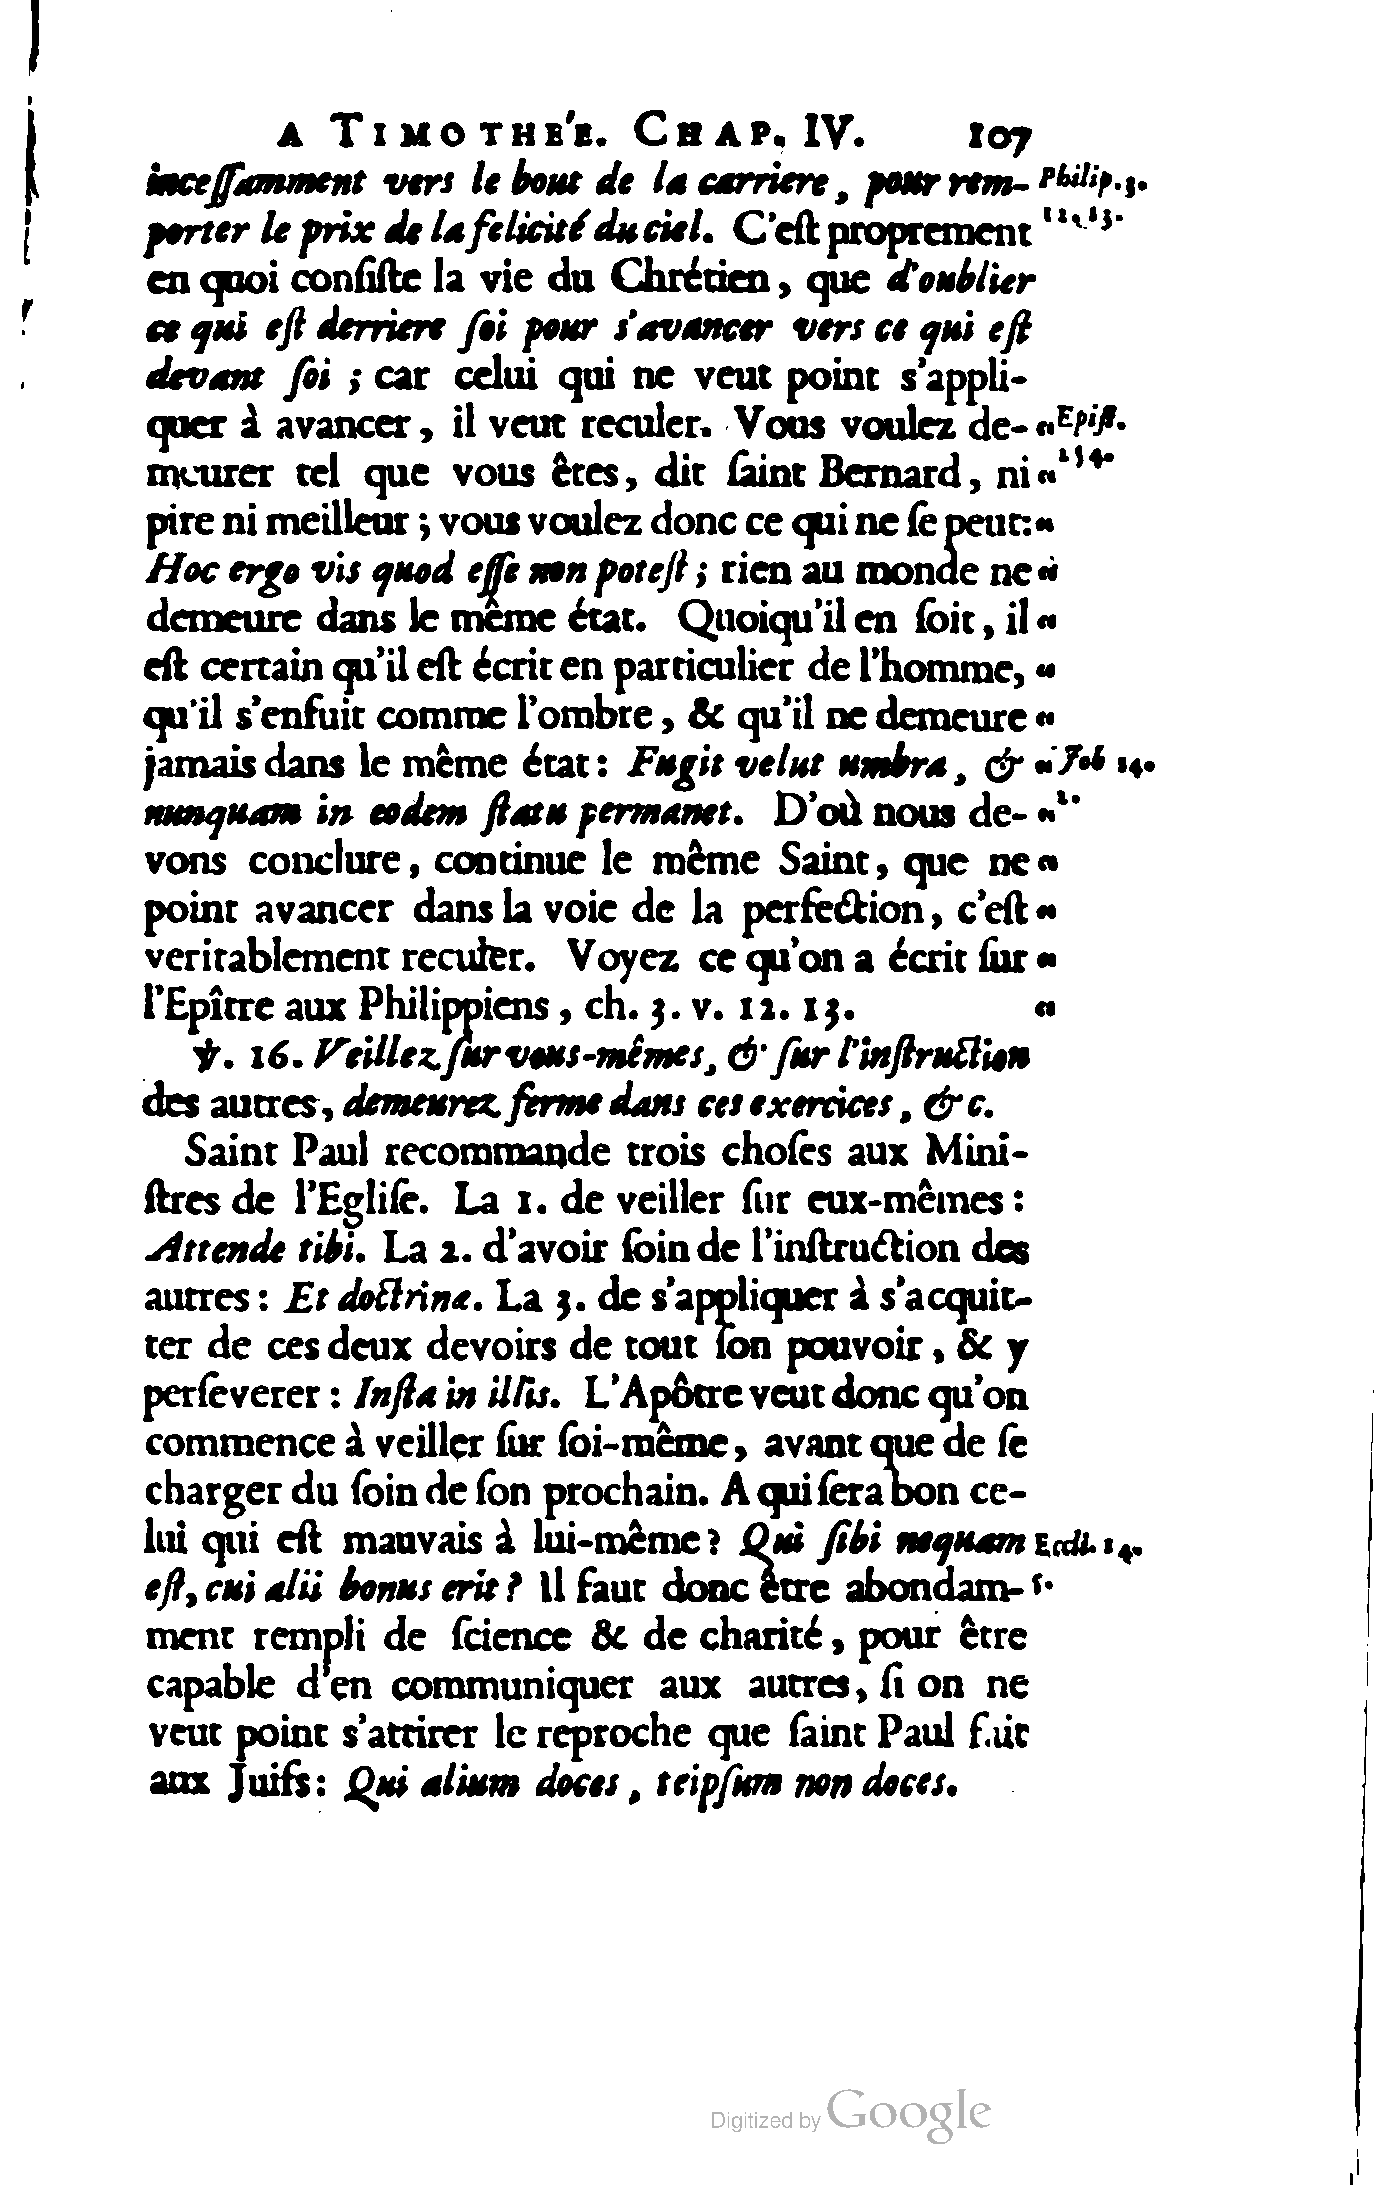 A TIMOTHE'E. CHAP. IV. 107
inceſſamment vers le bout de la carriere, pour rem- Philip. 3.
porter le prix de la felicité du ciel. C'eſt proprement 12. 13.
en quoi conſiſte la vie du Chrétien, que d'oublier
ce qui eſt derriere ſoi pour s'avancer vers ce qui eſt
devant ſoi ; car celui qui ne veut point s'appli-
quer à avancer, il veut reculer. Vous voulez de- « Epiſt.
meurer tel que vous êtes, dit ſaint Bernard, ni « 254.
pire ni meilleur ; vous voulez donc ce qui ne ſe peut: «
Hoc ergo vis quod eſſe non poteſt ; rien au monde ne «
demeure dans le même état. Quoiqu'il en ſoit, il «
eſt certain qu'il eſt écrit en particulier de l'homme, «
qu'il s'enfuit comme l'ombre, & qu'il ne demeure «
jamais dans le même état : Fugit velut umbra, & « Job 14.
nunquam in eodem ſtatu permanet. D'où nous de- « 2.
vons conclure, continue le même Saint, que ne «
point avancer dans la voie de la perfection, c'eſt «
veritablement reculer. Voyez ce qu'on a écrit ſur «
l'Epître aux Philippiens, ch. 3. v. 12. 13. «
℣. 16. Veillez ſur vous-mêmes, & ſur l'inſtruction
des autres, demeurez ferme dans ces exercices, &c.
Saint Paul recommande trois choſes aux Mini-
ſtres de l'Egliſe. La 1. de veiller ſur eux-mêmes :
Attende tibi. La 2. d'avoir ſoin de l'inſtruction des
autres : Et doctrinæ. La 3. de s'appliquer à s'acquit-
ter de ces deux devoirs de tout ſon pouvoir, & y
perſeverer : Inſta in illis. L'Apôtre veut donc qu'on
commence à veiller ſur ſoi-même, avant que de ſe
charger du ſoin de ſon prochain. A qui ſera bon ce-
lui qui eſt mauvais à lui-même ? Qui ſibi nequam Eccli. 14.
eſt, cui alii bonus erit ? Il faut donc être abondam- 5.
ment rempli de ſcience & de charité, pour être
capable d'en communiquer aux autres, ſi on ne
veut point s'attirer le reproche que ſaint Paul fait
aux Juifs : Qui alium doces, teipſum non doces.
Digitized by Google